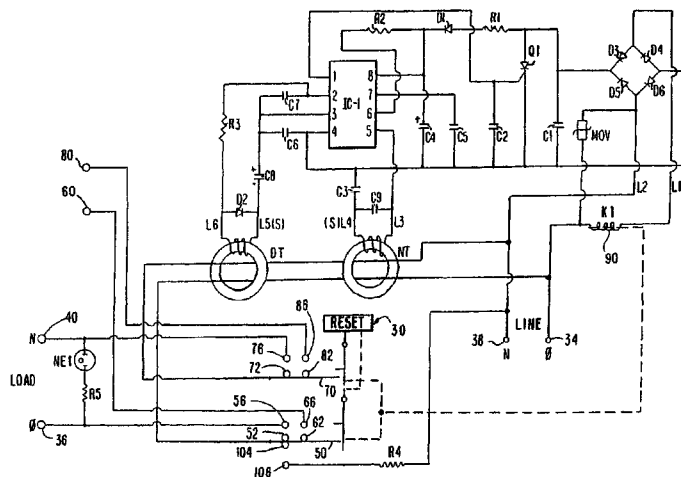 R2 D1 R1
D3 D4
Q1
D5 D6
1 8
2 7
3 IC-1 6
4 5
C7
R3
C6
C4 C5 C2 C1
MOV
80
C8
60
C3 C9
L2 L1
D2
K1
L6 L5(S) (S)L4 L3
90
DT NT
40
RESET 30
N
86
38 LINE 34
76
N Ø
NE1
72 82
LOAD
70
R5
56 66
52 62
Ø
36
104
50
R4
106